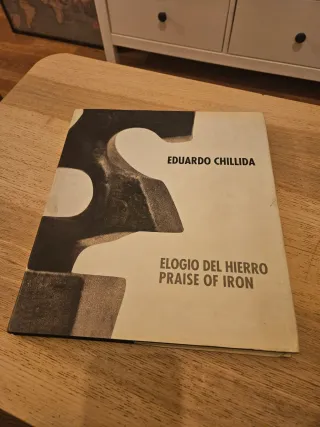 EDUARDO CHILLIDA
ELOGIO DEL HIERRO
PRAISE OF IRON